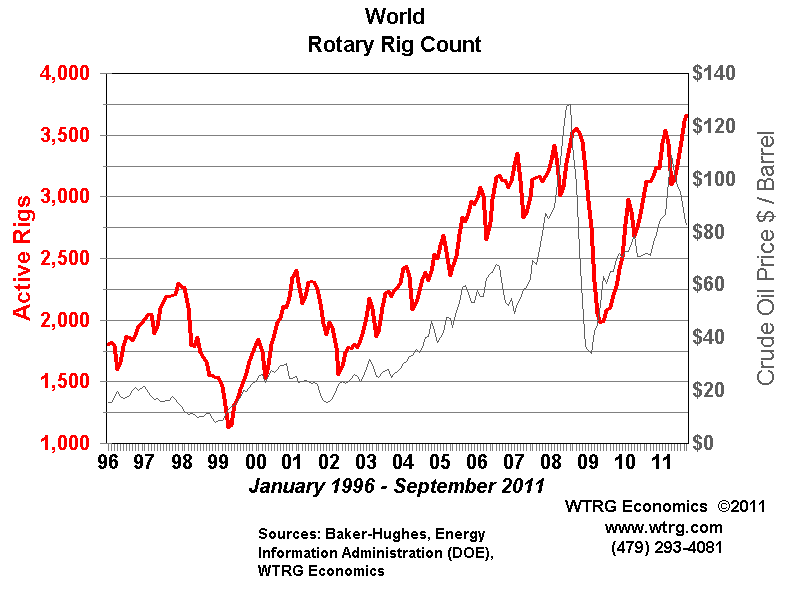 World
Rotary Rig Count
4,000
3,500
3,000
2,500
2,000
1,500
1,000
Active Rigs
$140
$120
$100
$80
$60
$40
$20
$0
Crude Oil Price $ / Barrel
96 97 98 99 00 01 02 03 04 05 06 07 08 09 10 11
January 1996 - September 2011
WTRG Economics ©2011
www.wtrg.com
(479) 293-4081
Sources: Baker-Hughes, Energy
Information Administration (DOE),
WTRG Economics